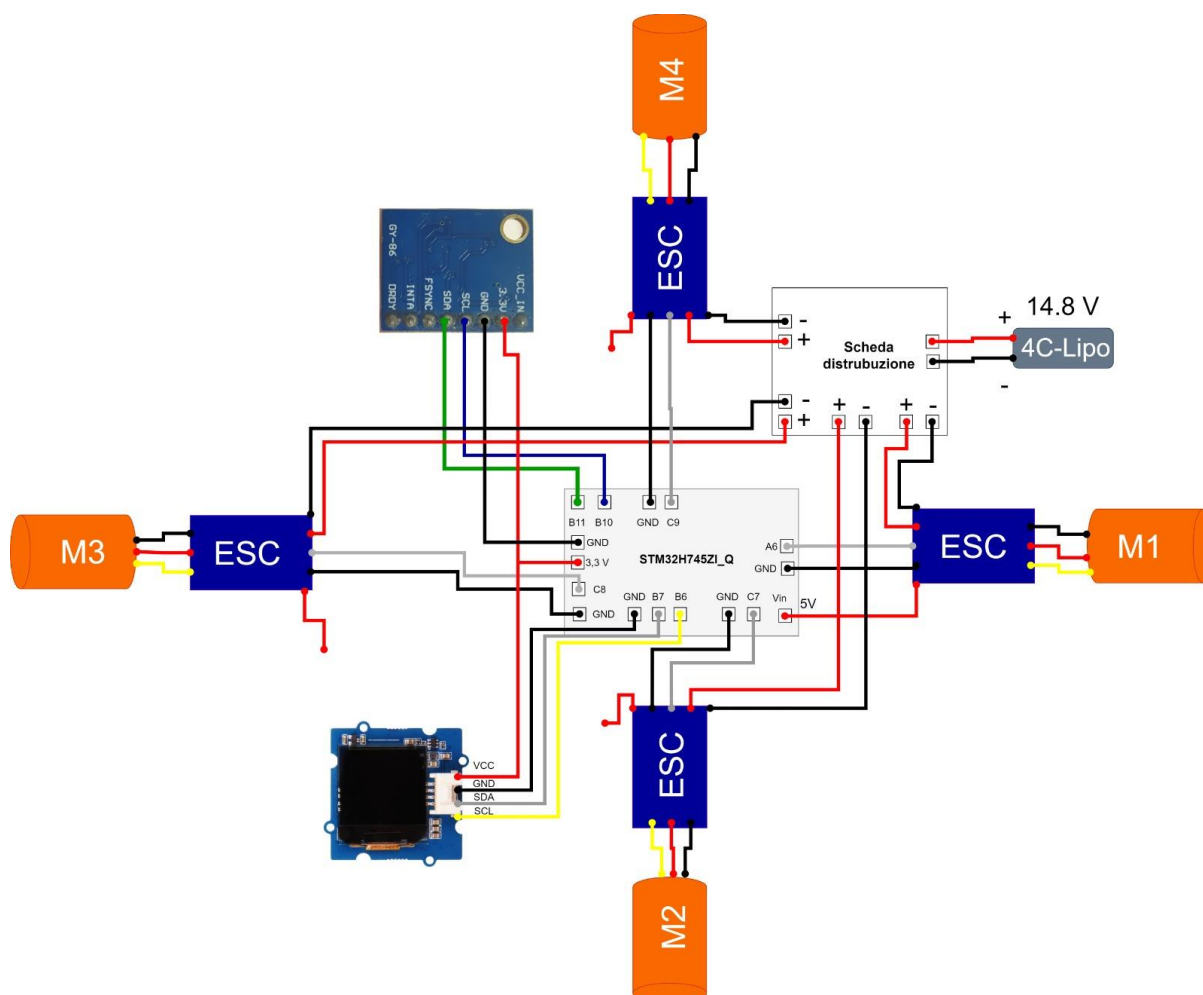 M4
ESC
GY-86
DRDY
INTA
FSYNC
SDA
SCL
GND
3.3V
VCC_IN
14.8 V
+
4C-Lipo
-
-
+
Scheda
distrubuzione
-
+
+
-
+
-
M3
ESC
B11
B10
GND
C9
GND
STM32H745ZI_Q
A6
3,3 V
GND
C8
GND
GND
B7
B6
GND
C7
Vin
5V
ESC
M1
VCC
GND
SDA
SCL
ESC
M2